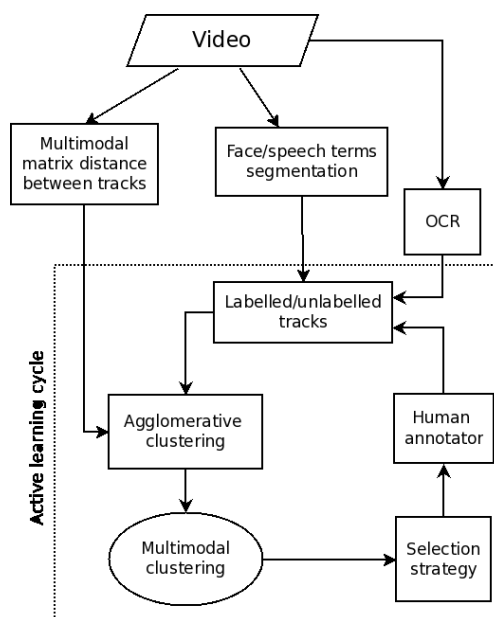 Video
Multimodal
matrix distance
between tracks
Face/speech terms
segmentation
OCR
Labelled/unlabelled
tracks
Active learning cycle
Agglomerative
clustering
Human
annotator
Multimodal
clustering
Selection
strategy